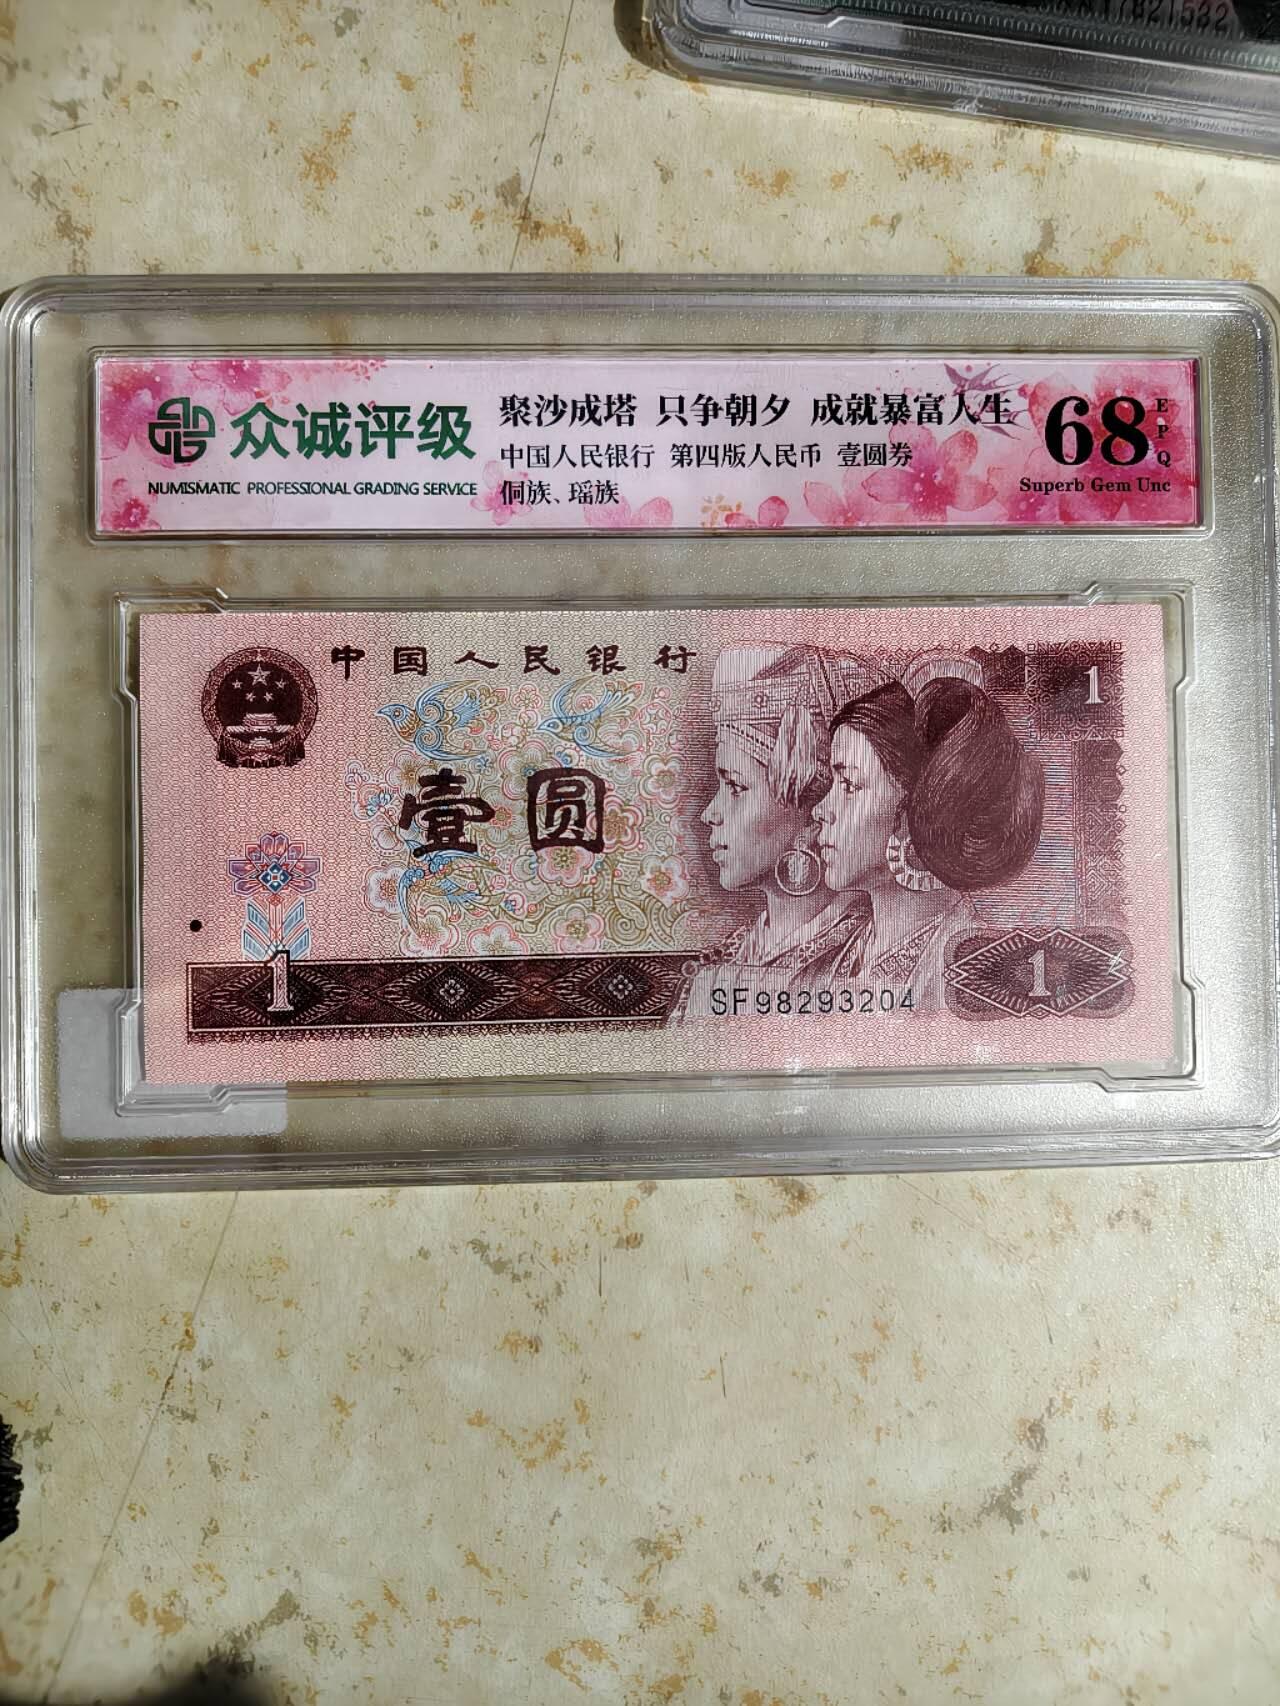 17821532
众诚评级
NUMISMATIC PROFESSIONAL GRADING SERVICE
聚沙成塔 只争朝夕 成就暴富人生
中国人民银行 第四版人民币 壹圆券
侗族、瑶族
68
EPQ
Superb Gem Unc
中国人民银行
1
壹圆
1
1
SF98293204